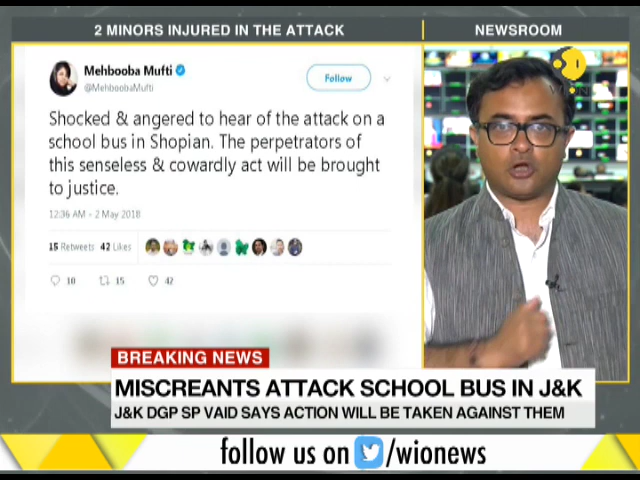 2 MINORS INJURED IN THE ATTACK
NEWSROOM
Mehbooba Mufti
@MehboobaMufti
Follow
Shocked & angered to hear of the attack on a
school bus in Shopian. The perpetrators of
this senseless & cowardly act will be brought
to justice.
12:36 AM - 2 May 2018
15 Retweets 42 Likes
10 15 42
BREAKING NEWS
MISCREANTS ATTACK SCHOOL BUS IN J&K
J&K DGP SP VAID SAYS ACTION WILL BE TAKEN AGAINST THEM
follow us on /wionews